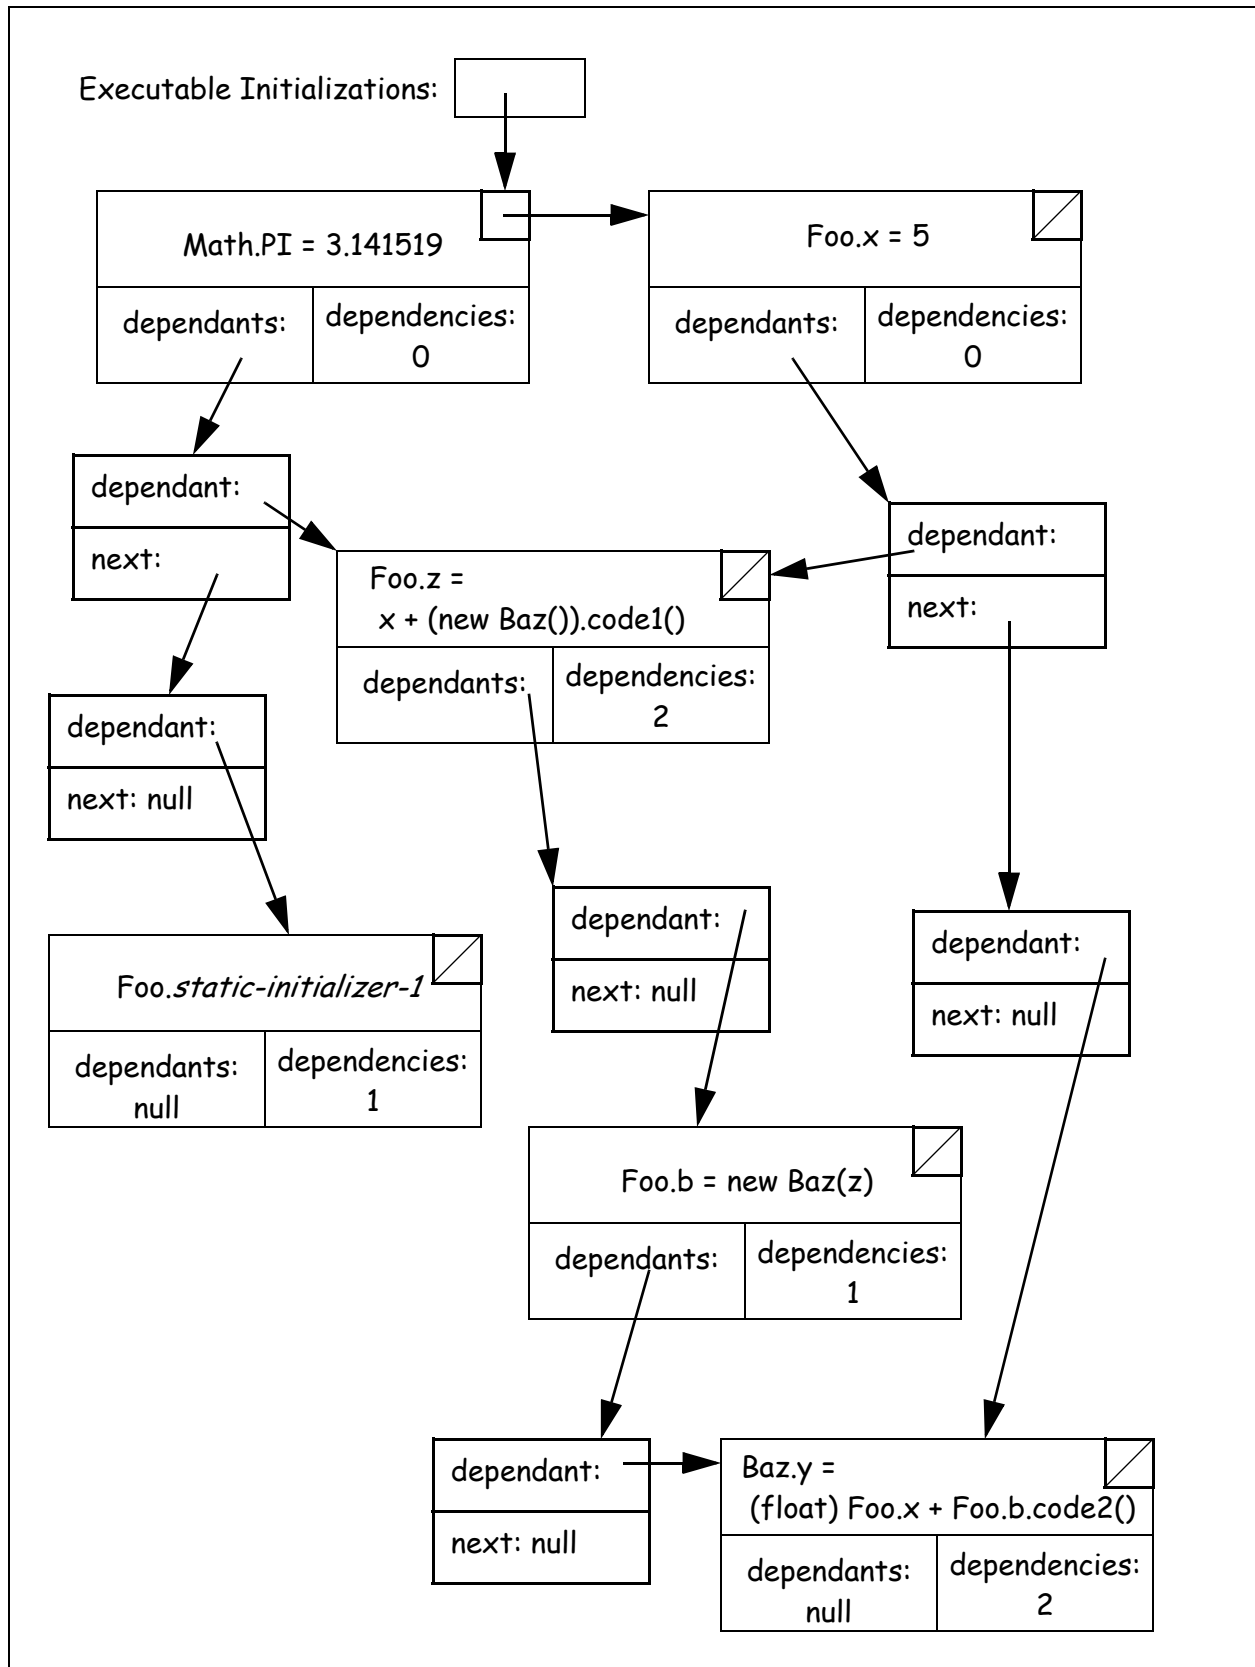 Executable Initializations:
Math.PI = 3.141519
dependants:
dependencies:
0
Foo.x = 5
dependants:
dependencies:
0
dependant:
next:
Foo.z =
x + (new Baz()).code1()
dependants:
dependencies:
2
dependant:
next:
dependant:
next: null
dependant:
next: null
dependant:
next: null
Foo.static-initializer-1
dependants:
null
dependencies:
1
Foo.b = new Baz(z)
dependants:
dependencies:
1
dependant:
next: null
Baz.y =
(float) Foo.x + Foo.b.code2()
dependants:
null
dependencies:
2